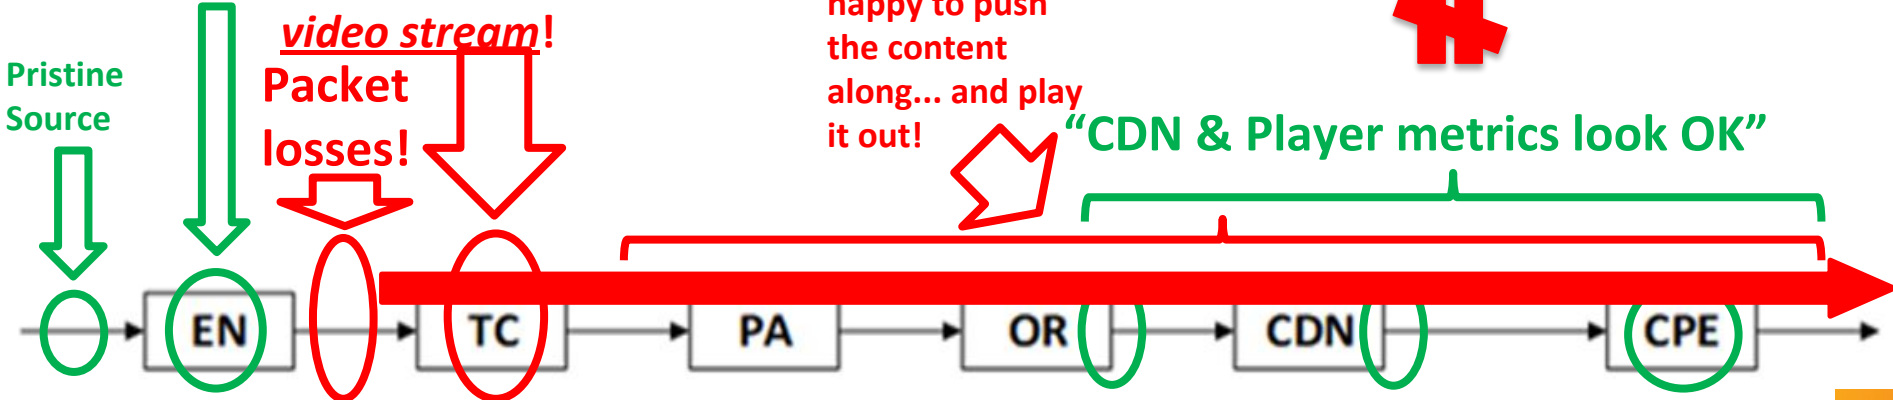 video stream!
happy to push
the content
along... and play
it out!
Pristine
Source
Packet
losses!
“CDN & Player metrics look OK”
EN
TC
PA
OR
CDN
CPE